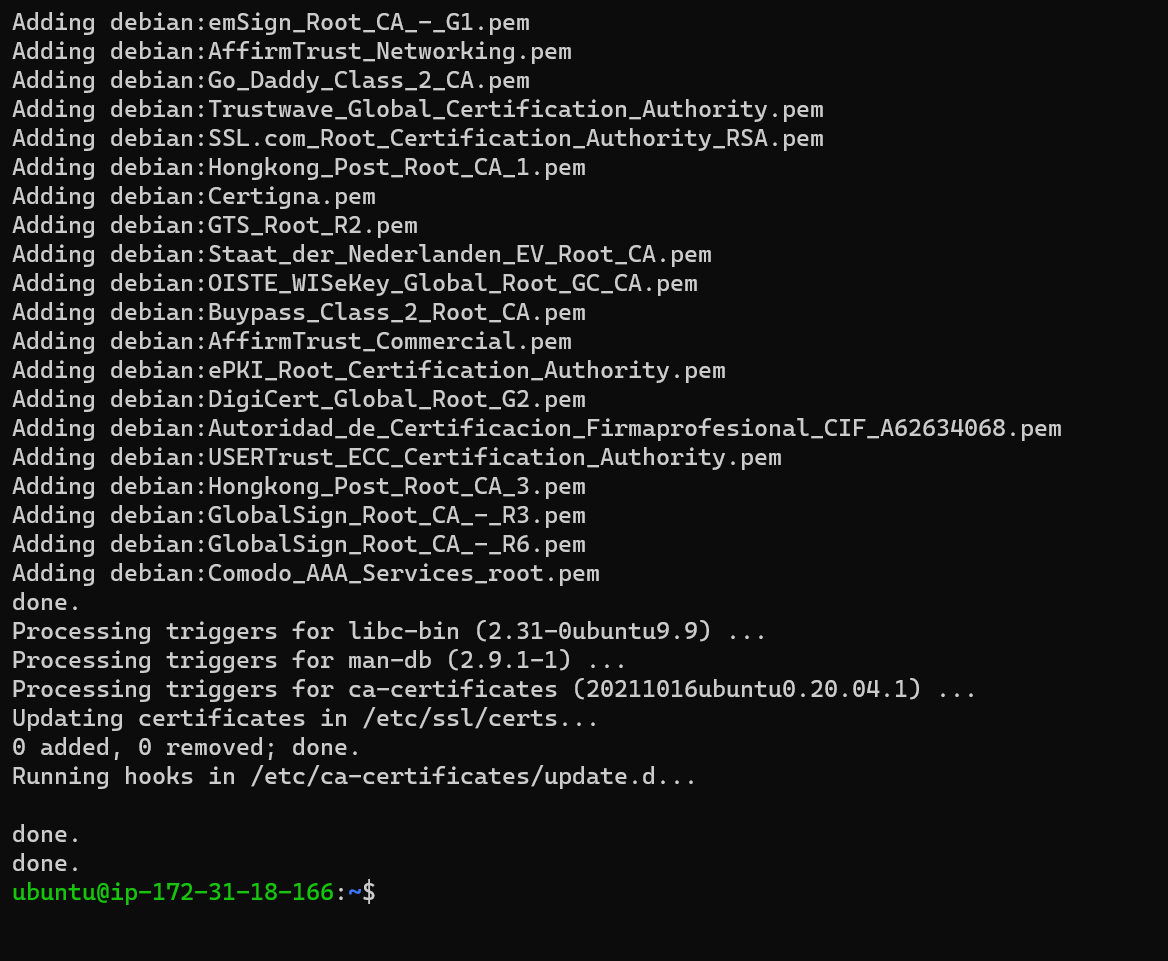 Adding debian:emSign_Root_CA_-_G1.pem
Adding debian:AffirmTrust_Networking.pem
Adding debian:Go_Daddy_Class_2_CA.pem
Adding debian:Trustwave_Global_Certification_Authority.pem
Adding debian:SSL.com_Root_Certification_Authority_RSA.pem
Adding debian:Hongkong_Post_Root_CA_1.pem
Adding debian:Certigna.pem
Adding debian:GTS_Root_R2.pem
Adding debian:Staat_der_Nederlanden_EV_Root_CA.pem
Adding debian:OISTE_WISeKey_Global_Root_GC_CA.pem
Adding debian:Buypass_Class_2_Root_CA.pem
Adding debian:AffirmTrust_Commercial.pem
Adding debian:ePKI_Root_Certification_Authority.pem
Adding debian:DigiCert_Global_Root_G2.pem
Adding debian:Autoridad_de_Certificacion_Firmaprofesional_CIF_A62634068.pem
Adding debian:USERTrust_ECC_Certification_Authority.pem
Adding debian:Hongkong_Post_Root_CA_3.pem
Adding debian:GlobalSign_Root_CA_-_R3.pem
Adding debian:GlobalSign_Root_CA_-_R6.pem
Adding debian:Comodo_AAA_Services_root.pem
done.
Processing triggers for libc-bin (2.31-0ubuntu9.9) ...
Processing triggers for man-db (2.9.1-1) ...
Processing triggers for ca-certificates (20211016ubuntu0.20.04.1) ...
Updating certificates in /etc/ssl/certs...
0 added, 0 removed; done.
Running hooks in /etc/ca-certificates/update.d...
done.
done.
ubuntu@ip-172-31-18-166:~$